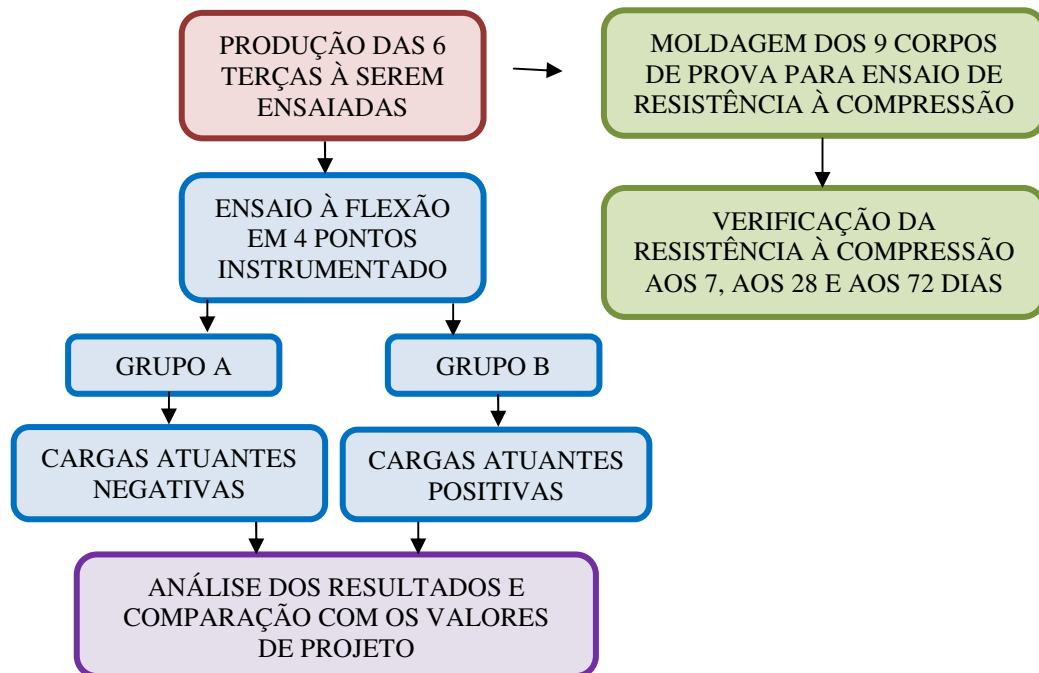 PRODUÇÃO DAS 6
TERÇAS À SEREM
ENSAIADAS
MOLDAGEM DOS 9 CORPOS
DE PROVA PARA ENSAIO DE
RESISTÊNCIA À COMPRESSÃO
ENSAIO À FLEXÃO
EM 4 PONTOS
INSTRUMENTADO
VERIFICAÇÃO DA
RESISTÊNCIA À COMPRESSÃO
AOS 7, AOS 28 E AOS 72 DIAS
GRUPO A
GRUPO B
CARGAS ATUANTES
NEGATIVAS
CARGAS ATUANTES
POSITIVAS
ANÁLISE DOS RESULTADOS E
COMPARAÇÃO COM OS VALORES
DE PROJETO